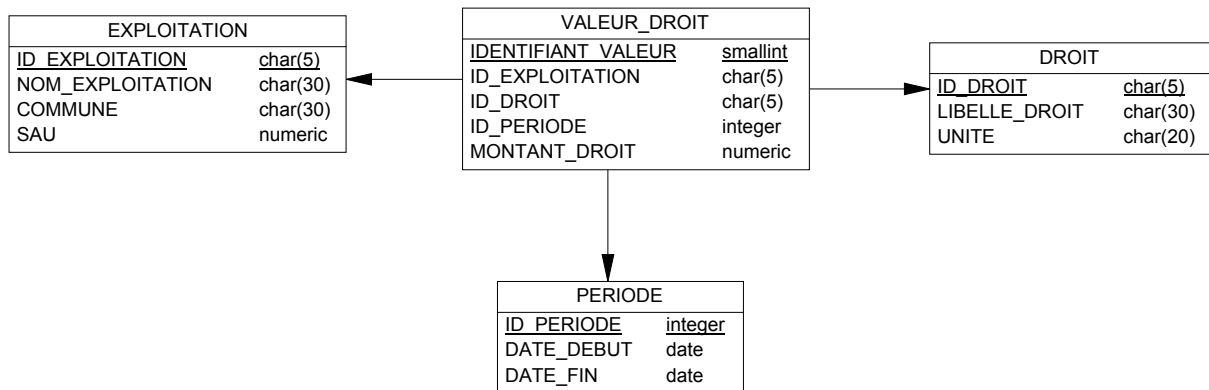 EXPLOITATION
ID_EXPLOITATION char(5)
NOM_EXPLOITATION char(30)
COMMUNE char(30)
SAU numeric
VALEUR_DROIT
IDENTIFIANT_VALEUR smallint
ID_EXPLOITATION char(5)
ID_DROIT char(5)
ID_PERIODE integer
MONTANT_DROIT numeric
DROIT
ID_DROIT char(5)
LIBELLE_DROIT char(30)
UNITE char(20)
PERIODE
ID_PERIODE integer
DATE_DEBUT date
DATE_FIN date